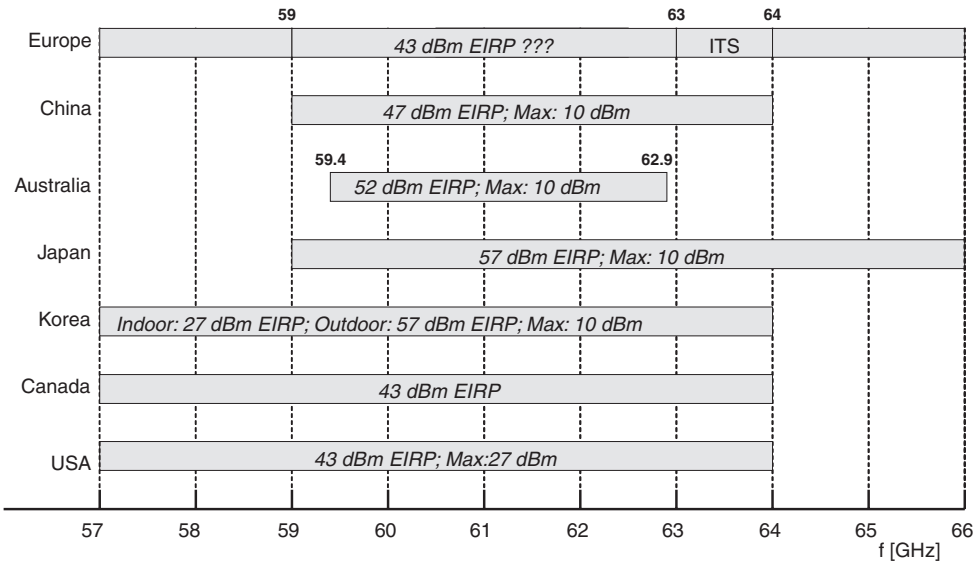 59 63 64
Europe 43 dBm EIRP ??? ITS
China 47 dBm EIRP; Max: 10 dBm
59.4 62.9
Australia 52 dBm EIRP; Max: 10 dBm
Japan 57 dBm EIRP; Max: 10 dBm
Korea Indoor: 27 dBm EIRP; Outdoor: 57 dBm EIRP; Max: 10 dBm
Canada 43 dBm EIRP
USA 43 dBm EIRP; Max:27 dBm
57 58 59 60 61 62 63 64 65 66
f [GHz]